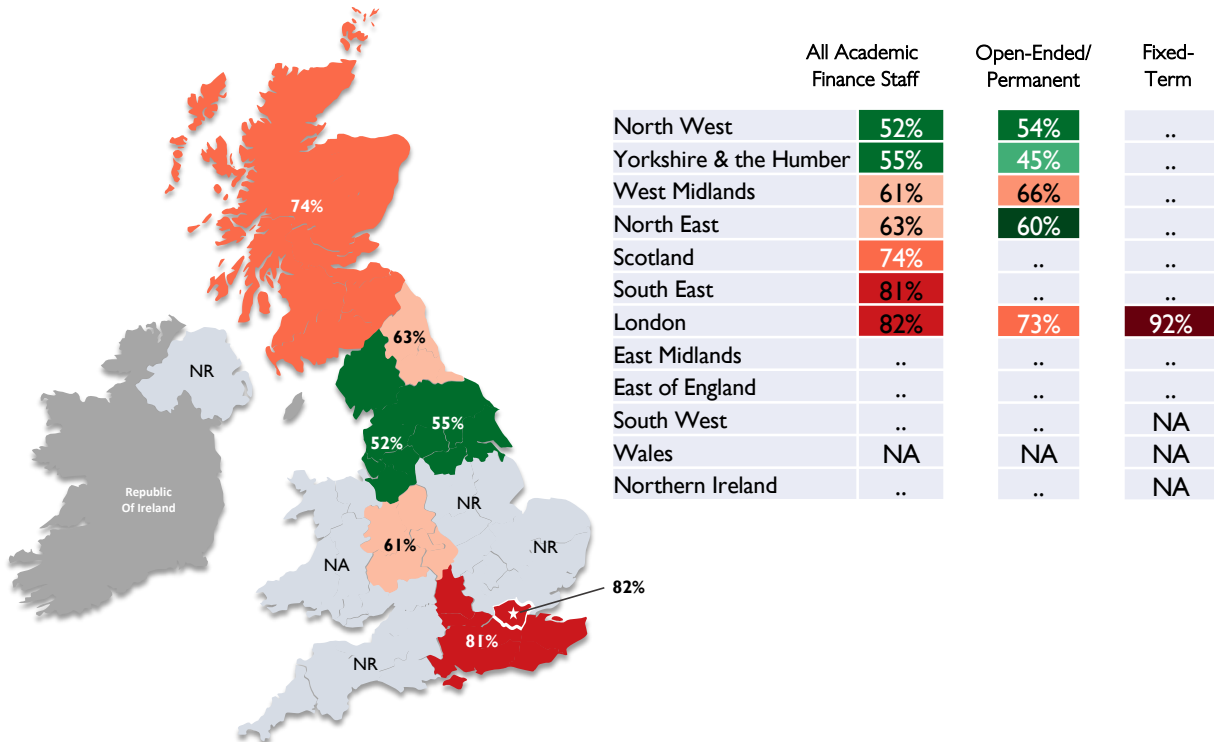 74%
63%
NR
55%
52%
Republic
Of Ireland
NR
61%
NR
NA
82%
81%
NR
All Academic
Finance Staff
Open-Ended/
Permanent
Fixed-
Term
North West 52% 54% ..
Yorkshire & the Humber 55% 45% ..
West Midlands 61% 66% ..
North East 63% 60% ..
Scotland 74% .. ..
South East 81% .. ..
London 82% 73% 92%
East Midlands .. .. ..
East of England .. .. ..
South West .. .. NA
Wales NA NA NA
Northern Ireland .. .. NA